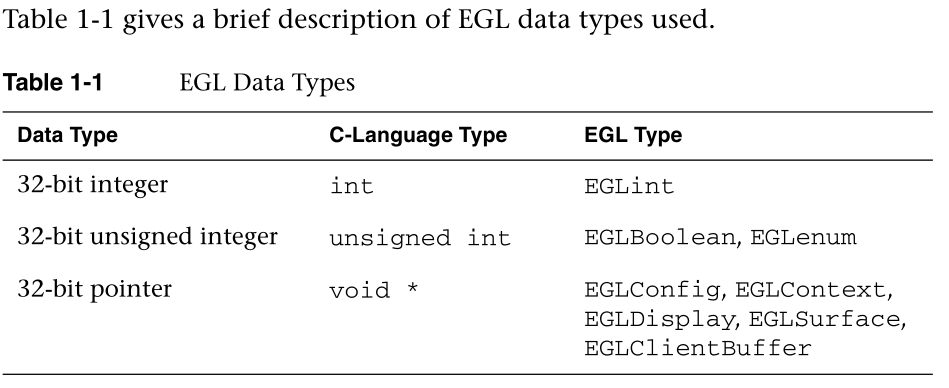 Table 1-1 gives a brief description of EGL data types used.
Table 1-1 EGL Data Types
Data Type C-Language Type EGL Type
32-bit integer int EGLint
32-bit unsigned integer unsigned int EGLBoolean, EGLenum
32-bit pointer void * EGLConfig, EGLContext,
EGLDisplay, EGLSurface,
EGLClientBuffer